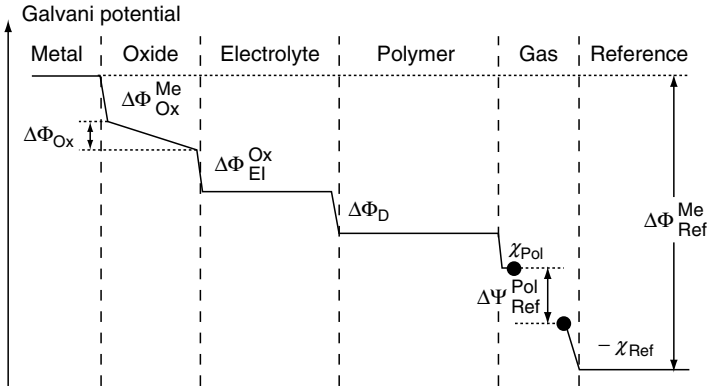 Galvani potential
Metal Oxide Electrolyte Polymer Gas Reference
ΔΦ Me Ox
ΔΦOx
ΔΦ Ox El
ΔΦD
χPol
ΔΨ Pol Ref
ΔΦ Me Ref
− χRef